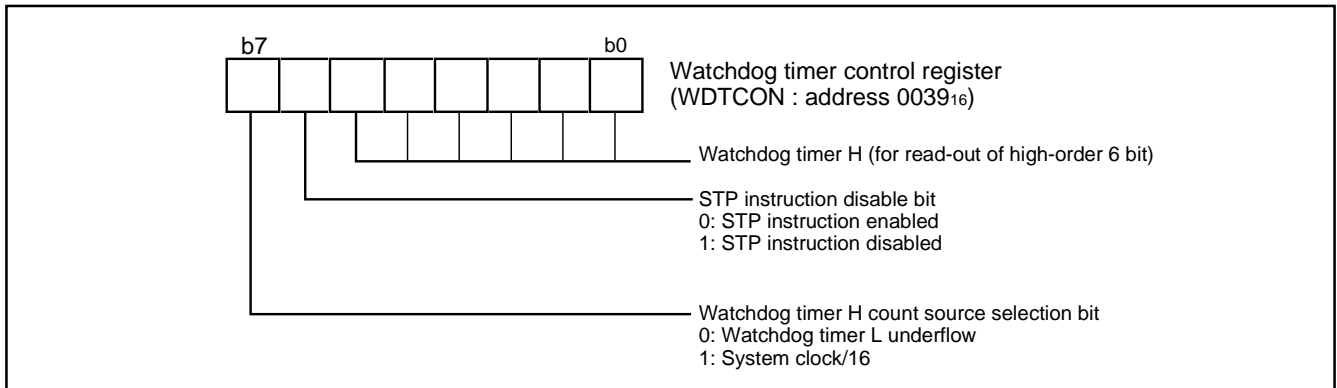 b7
b0
Watchdog timer control register
(WDTCON : address 003916)
Watchdog timer H (for read-out of high-order 6 bit)
STP instruction disable bit
0: STP instruction enabled
1: STP instruction disabled
Watchdog timer H count source selection bit
0: Watchdog timer L underflow
1: System clock/16